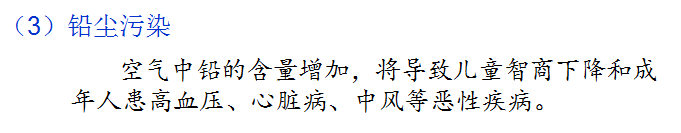 （3）铅尘污染
空气中铅的含量增加，将导致儿童智商下降和成
年人患高血压、心脏病、中风等恶性疾病。